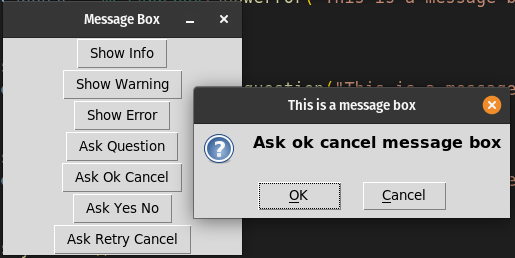 owerror("This is a message b
Message Box
Show Info
Show Warning
question("This is a message
Show Error
This is a message box
Ask Question
Ask ok cancel message box
Ask Ok Cancel
OK
Cancel
Ask Yes No
Ask Retry Cancel